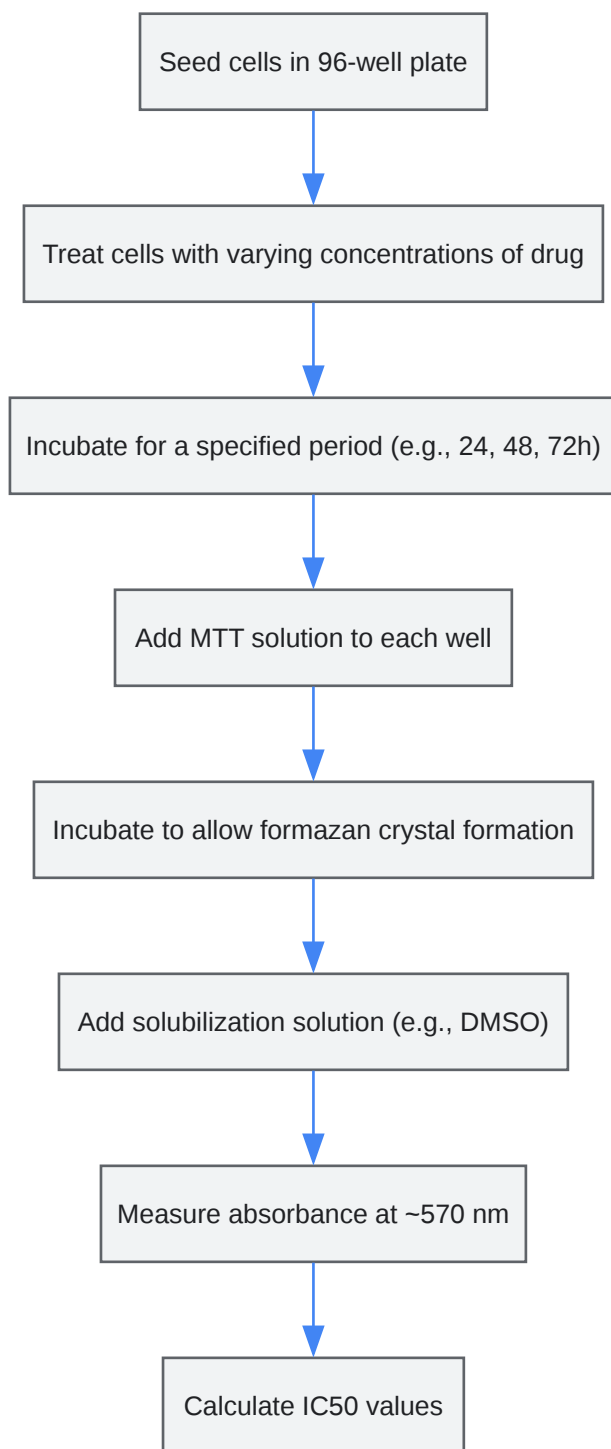 Seed cells in 96-well plate
Treat cells with varying concentrations of drug
Incubate for a specified period (e.g., 24, 48, 72h)
Add MTT solution to each well
Incubate to allow formazan crystal formation
Add solubilization solution (e.g., DMSO)
Measure absorbance at ~570 nm
Calculate IC50 values